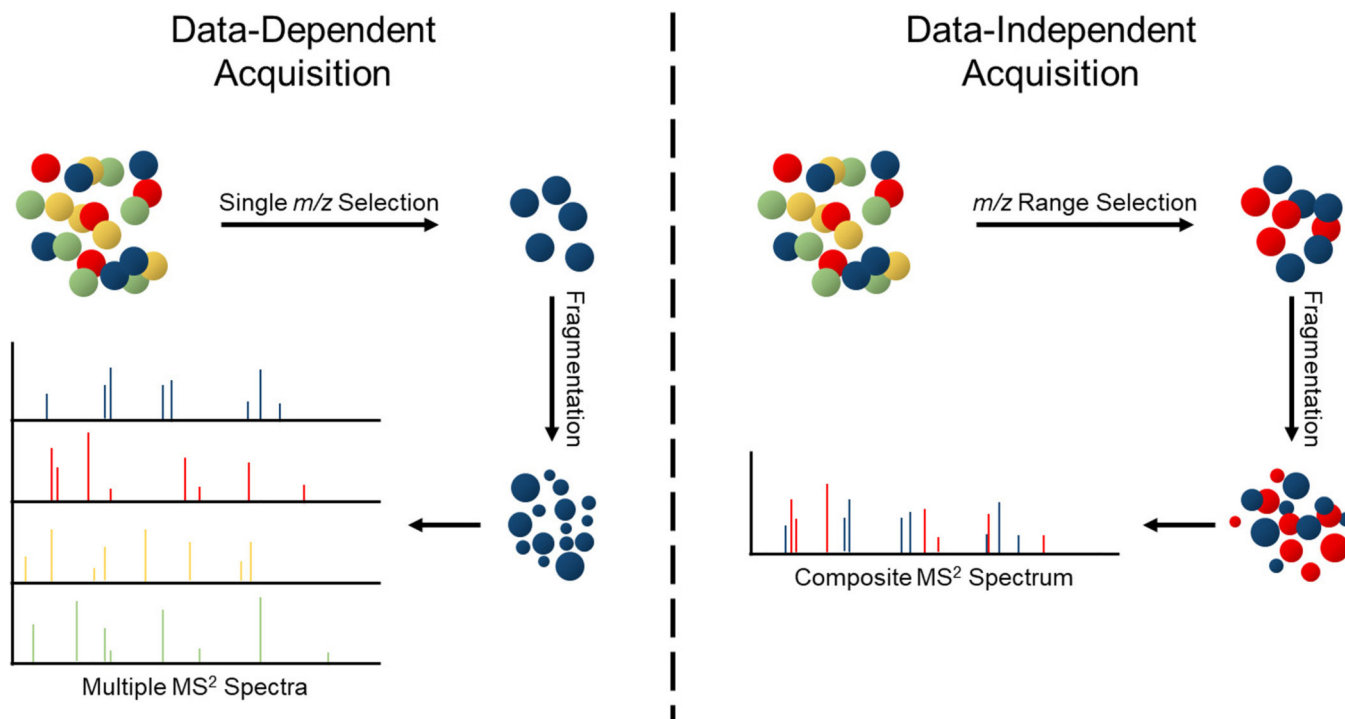 Data-Dependent
Acquisition
Single m/z Selection
Fragmentation
Multiple MS² Spectra
Data-Independent
Acquisition
m/z Range Selection
Fragmentation
Composite MS² Spectrum